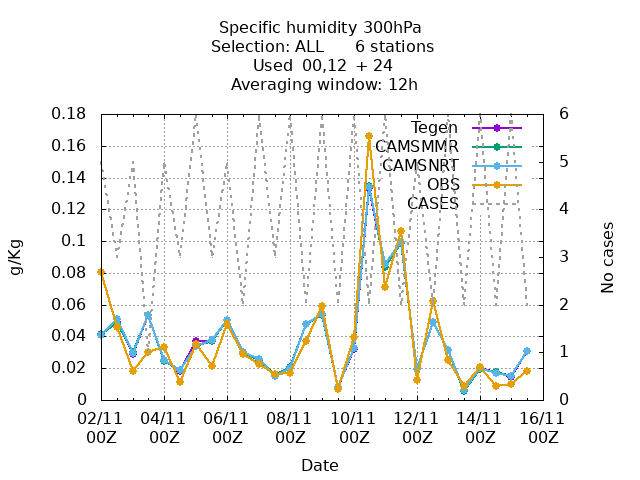 Specific humidity 300hPa
Selection: ALL      6 stations
Used  00,12  + 24
Averaging window: 12h
0.18
0.16
0.14
0.12
0.1
0.08
0.06
0.04
0.02
0
g/Kg
6
5
4
3
2
1
0
No cases
Tegen
CAMSMMR
CAMSNRT
OBS
CASES
02/11 04/11 06/11 08/11 10/11 12/11 14/11 16/11
00Z 00Z 00Z 00Z 00Z 00Z 00Z 00Z
Date